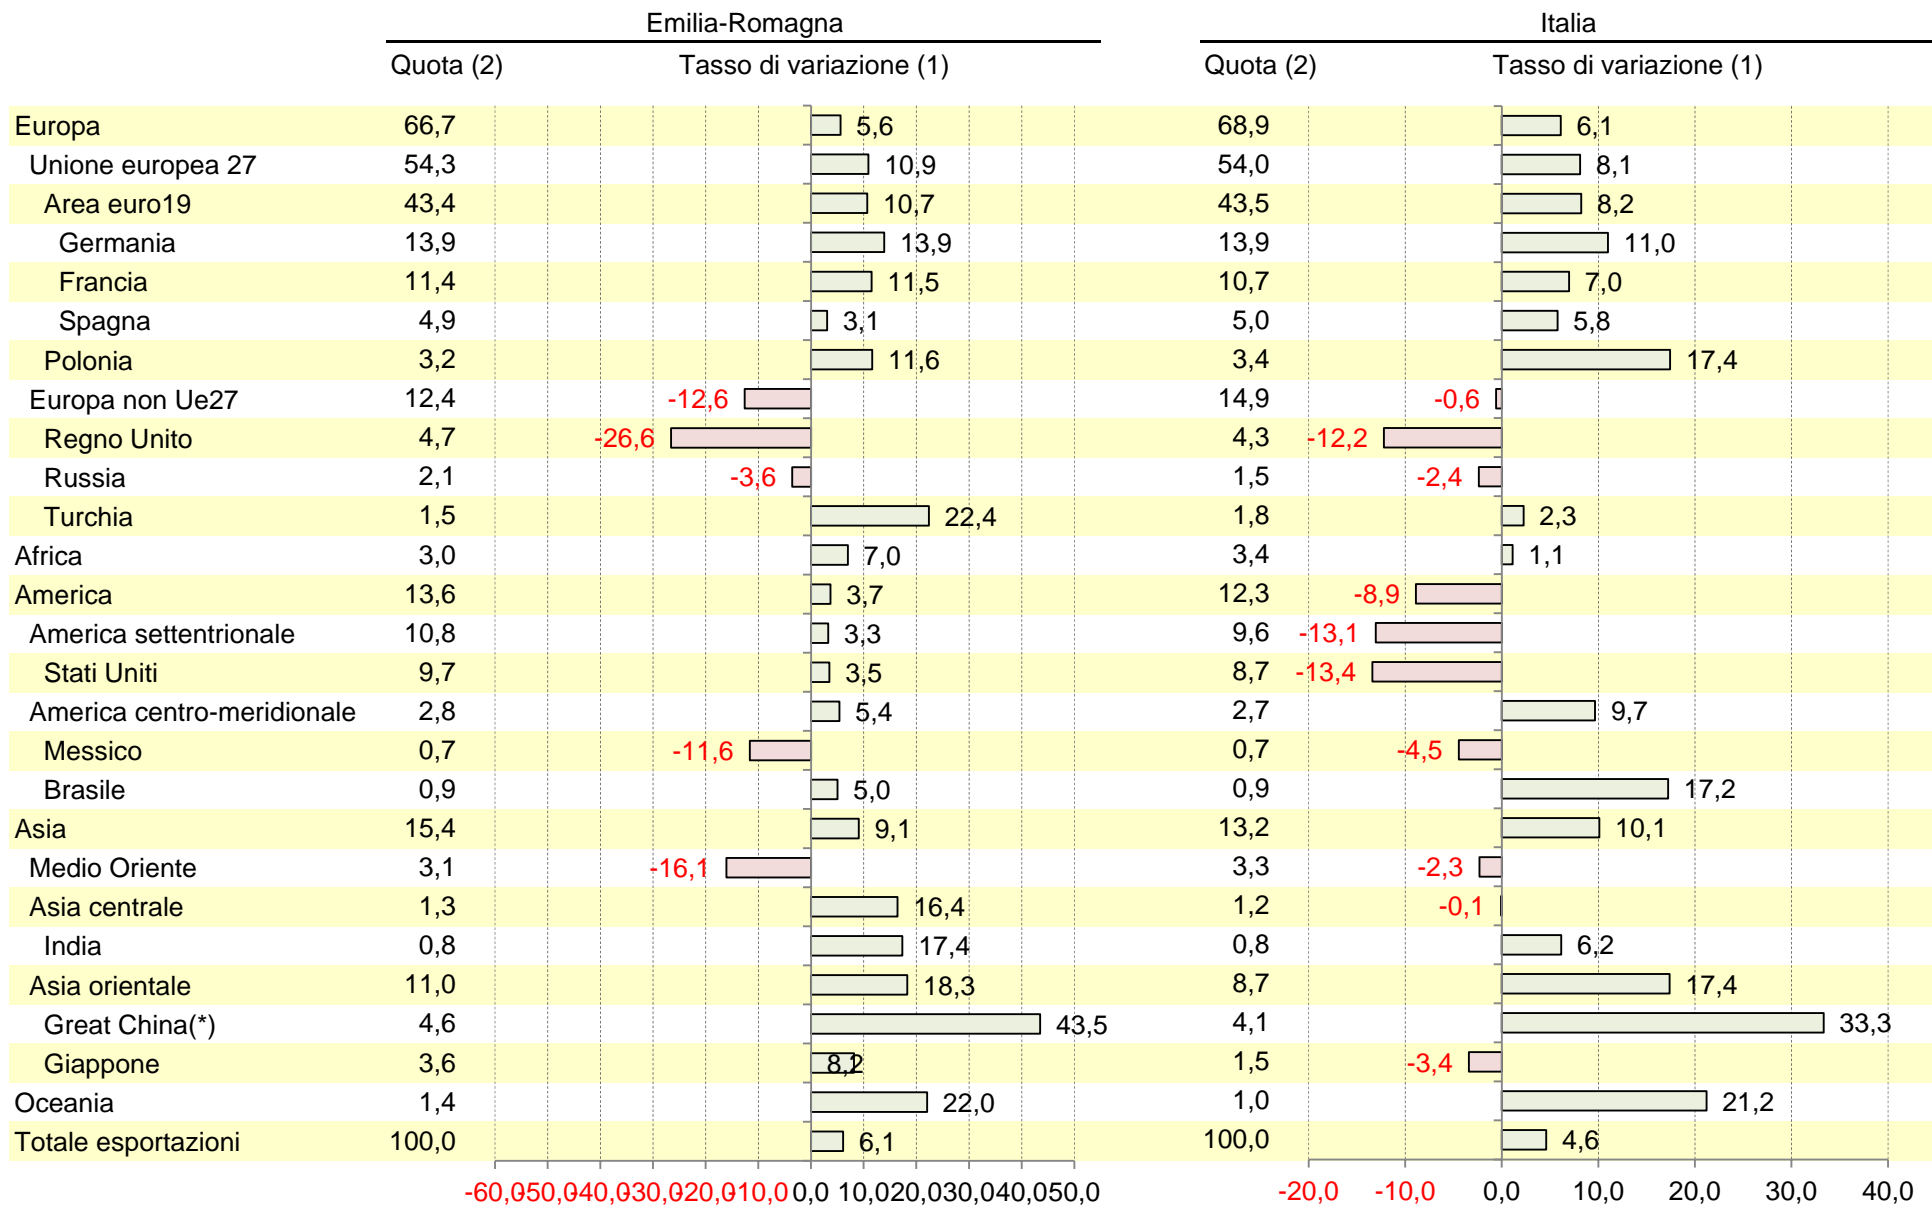 Emilia-Romagna Italia
Quota (2) Tasso di variazione (1) Quota (2) Tasso di variazione (1)
Europa 66,7 5,6 68,9 6,1
Unione europea 27 54,3 10,9 54,0 8,1
Area euro19 43,4 10,7 43,5 8,2
Germania 13,9 13,9 13,9 11,0
Francia 11,4 11,5 10,7 7,0
Spagna 4,9 3,1 5,0 5,8
Polonia 3,2 11,6 3,4 17,4
Europa non Ue27 12,4 -12,6 14,9 -0,6
Regno Unito 4,7 -26,6 4,3 -12,2
Russia 2,1 -3,6 1,5 -2,4
Turchia 1,5 22,4 1,8 2,3
Africa 3,0 7,0 3,4 1,1
America 13,6 3,7 12,3 -8,9
America settentrionale 10,8 3,3 9,6 -13,1
Stati Uniti 9,7 3,5 8,7 -13,4
America centro-meridionale 2,8 5,4 2,7 9,7
Messico 0,7 -11,6 0,7 -4,5
Brasile 0,9 5,0 0,9 17,2
Asia 15,4 9,1 13,2 10,1
Medio Oriente 3,1 -16,1 3,3 -2,3
Asia centrale 1,3 16,4 1,2 -0,1
India 0,8 17,4 0,8 6,2
Asia orientale 11,0 18,3 8,7 17,4
Great China(*) 4,6 43,5 4,1 33,3
Giappone 3,6 8,2 1,5 -3,4
Oceania 1,4 22,0 1,0 21,2
Totale esportazioni 100,0 6,1 100,0 4,6
-60,0 -50,0 -40,0 -30,0 -20,0 -10,0 0,0 10,0 20,0 30,0 40,0 50,0 -20,0 -10,0 0,0 10,0 20,0 30,0 40,0